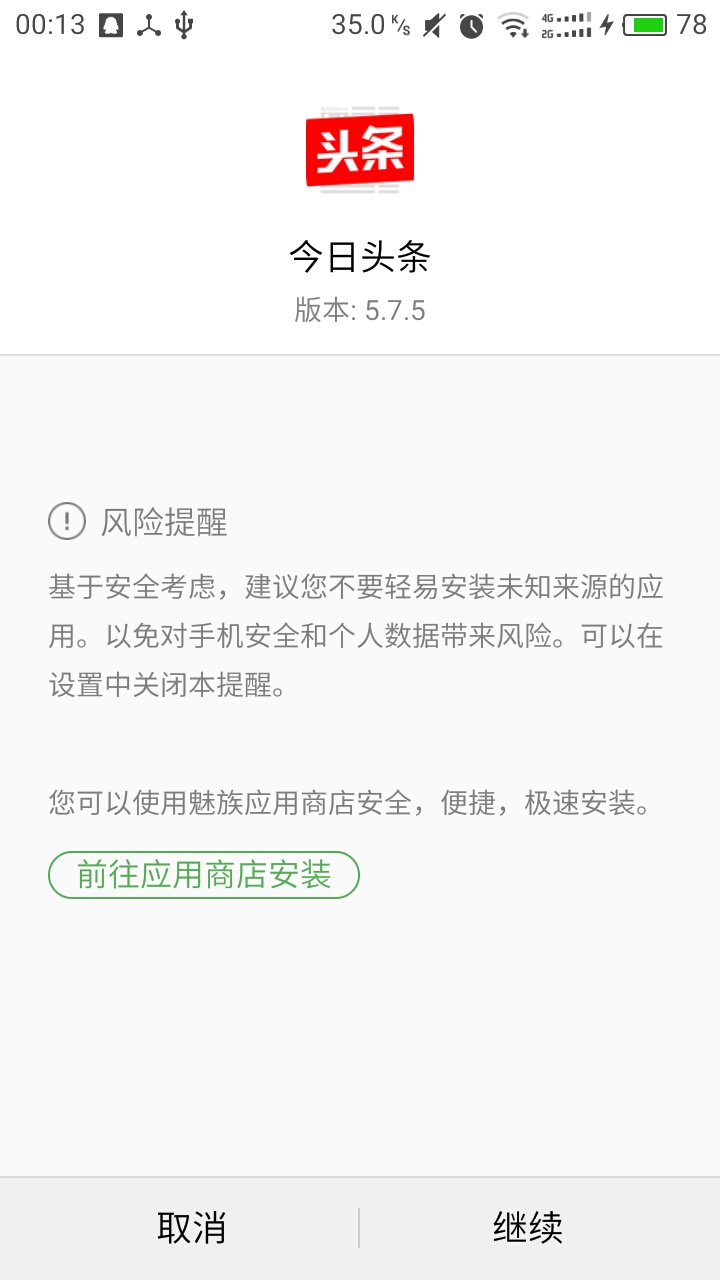 00:13 35.0 K/s 4G 2G 78
头条
今日头条
版本: 5.7.5
风险提醒
基于安全考虑，建议您不要轻易安装未知来源的应
用。以免对手机安全和个人数据带来风险。可以在
设置中关闭本提醒。
您可以使用魅族应用商店安全，便捷，极速安装。
前往应用商店安装
取消 继续